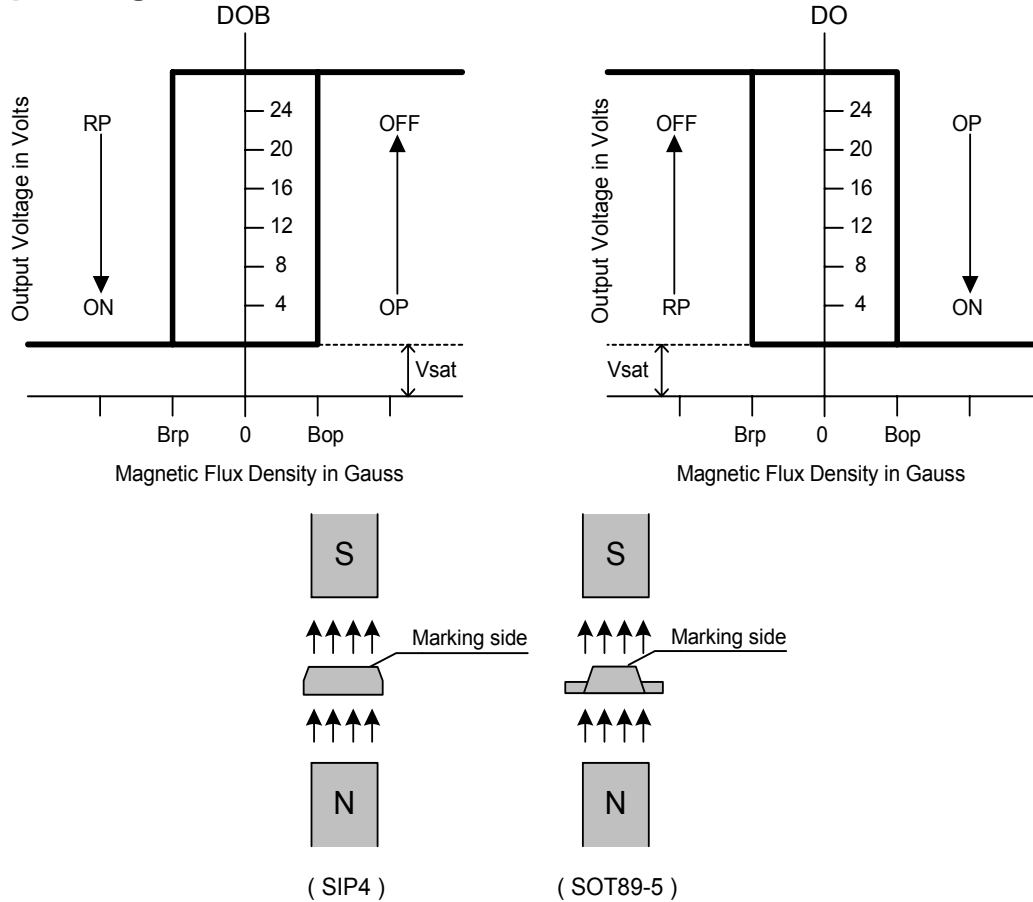 DOB
Output Voltage in Volts
RP
ON
24
20
16
12
8
4
OFF
OP
Vsat
Brp
0
Bop
Magnetic Flux Density in Gauss
DO
Output Voltage in Volts
OFF
RP
24
20
16
12
8
4
OP
ON
Vsat
Brp
0
Bop
Magnetic Flux Density in Gauss
S
Marking side
N
( SIP4 )
S
Marking side
N
( SOT89-5 )